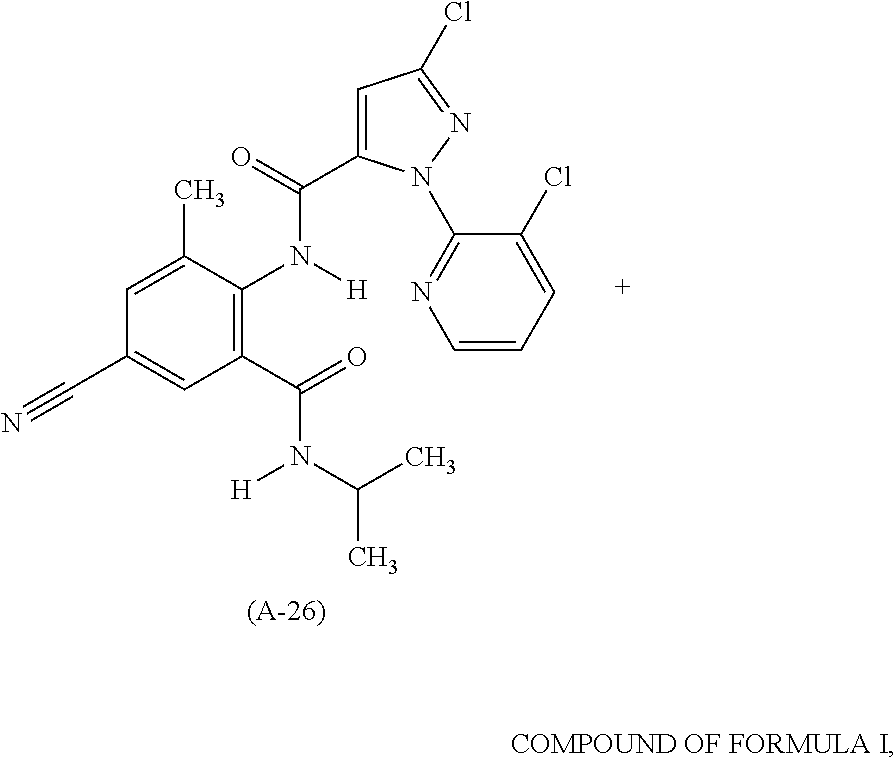 Cl
N
O
N
Cl
CH₃
N
H
N
+
O
N
N
CH₃
H
CH₃
(A-26)
COMPOUND OF FORMULA I,